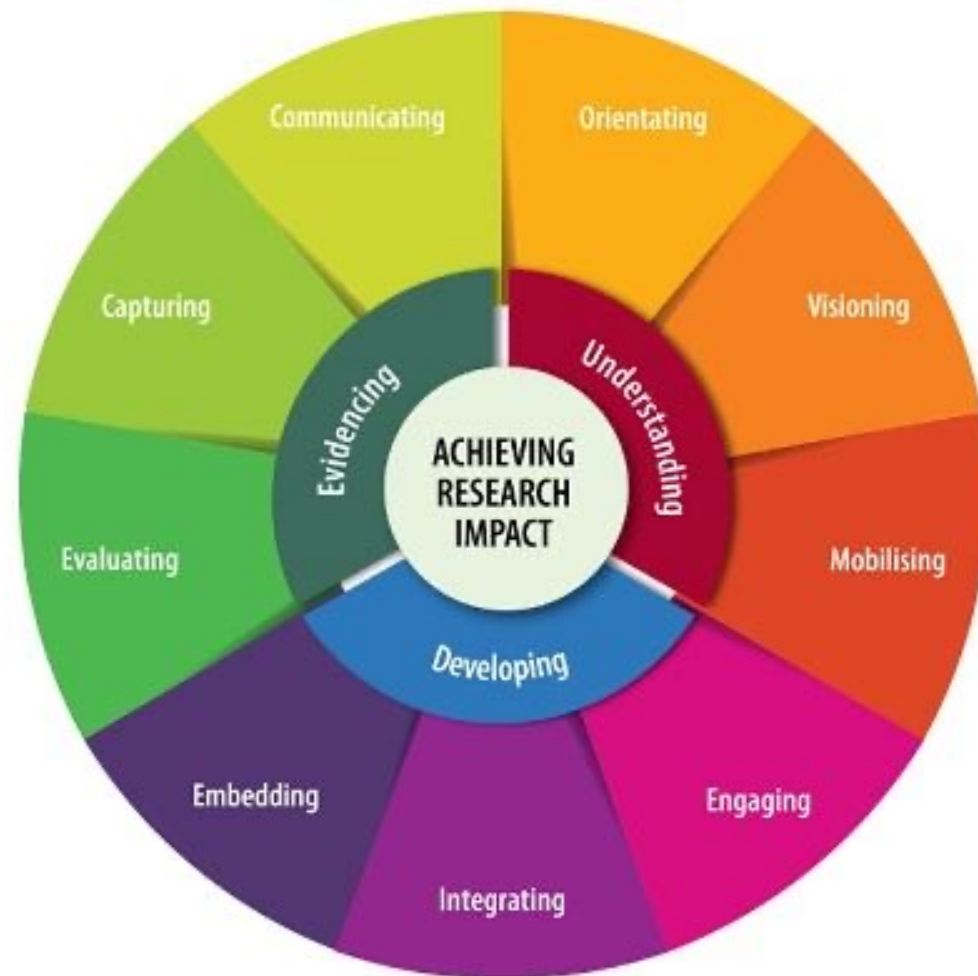 Communicating
Orientating
Capturing
Visioning
Evidencing
Understanding
ACHIEVING
RESEARCH
IMPACT
Evaluating
Mobilising
Developing
Embedding
Engaging
Integrating